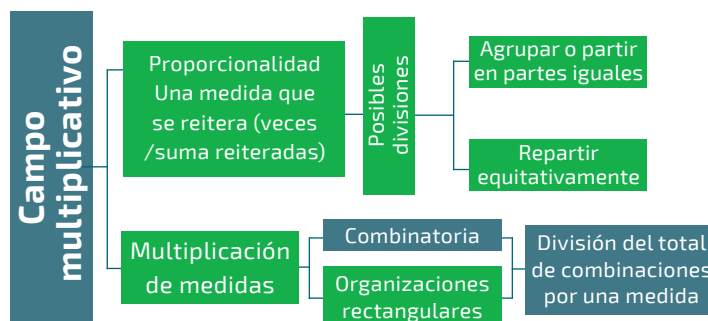 Campo
multiplicativo
Proporcionalidad
Una medida que
se reitera (veces
/suma reiteradas)
Posibles
divisiones
Agrupar o partir
en partes iguales
Repartir
equitativamente
Multiplicación
de medidas
Combinatoria
Organizaciones
rectangulares
División del total
de combinaciones
por una medida